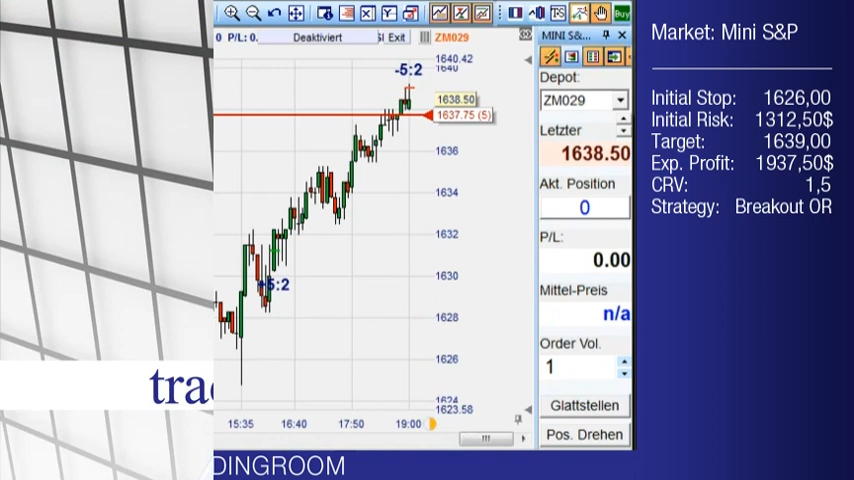 0 P/L: 0. Deaktiviert Exit ZM029
1640.42
1640
-5:2
1638.50
1637.75 (5)
1636
1634
1632
1630
+5:2
1628
1626
1624
1623.58
15:35 16:40 17:50 19:00
TS
Buy
MINI S&...
Depot:
ZM029
Letzter
1638.50
Akt. Position
0
P/L:
0.00
Mittel-Preis
n/a
Order Vol.
1
Glattstellen
Pos. Drehen
Market: Mini S&P
Initial Stop: 1626,00
Initial Risk: 1312,50$
Target: 1639,00
Exp. Profit: 1937,50$
CRV: 1,5
Strategy: Breakout OR
trad
DINGROOM